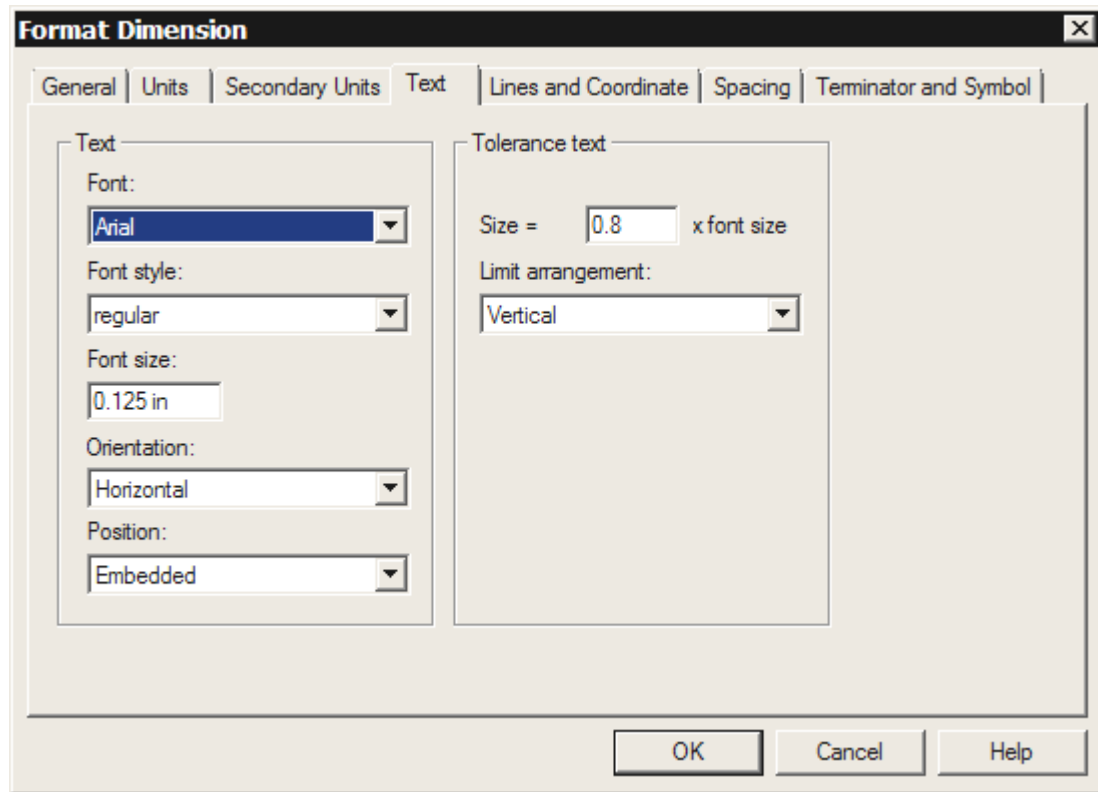 Format Dimension
General Units Secondary Units Text Lines and Coordinate Spacing Terminator and Symbol
Text
Font:
Arial
Font style:
regular
Font size:
0.125 in
Orientation:
Horizontal
Position:
Embedded
Tolerance text
Size = 0.8 x font size
Limit arrangement:
Vertical
OK Cancel Help